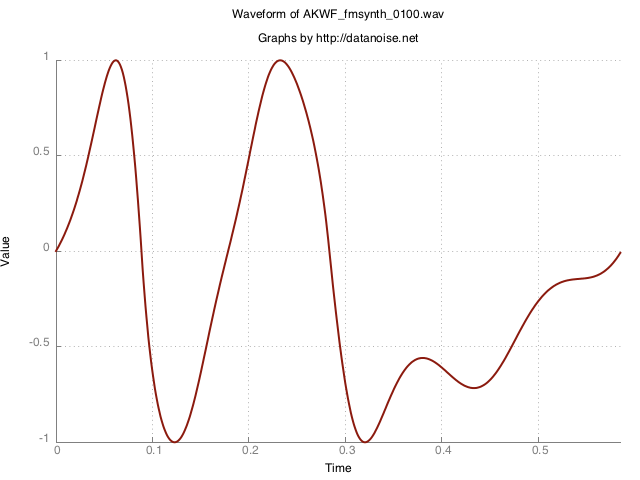 Waveform of AKWF_fmsynth_0100.wav
Graphs by http://datanoise.net
1
0.5
0
-0.5
-1
Value
0 0.1 0.2 0.3 0.4 0.5
Time